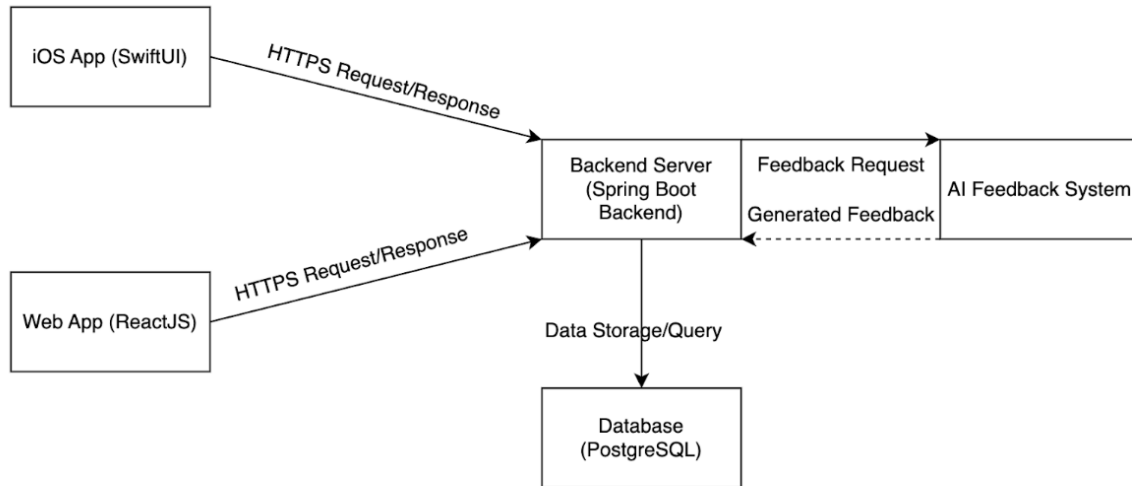 iOS App (SwiftUI)
HTTPS Request/Response
Backend Server
(Spring Boot
Backend)
Feedback Request
Generated Feedback
AI Feedback System
HTTPS Request/Response
Web App (ReactJS)
Data Storage/Query
Database
(PostgreSQL)